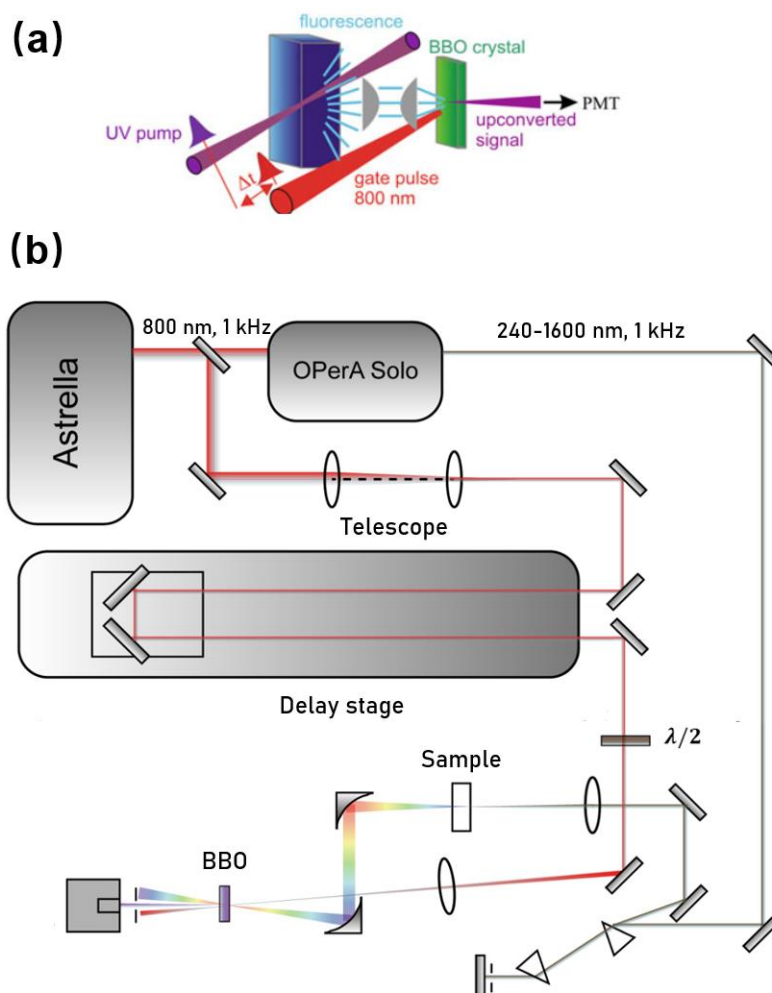 (a)
fluorescence
BBO crystal
UV pump
Δt
gate pulse
800 nm
PMT
upconverted
signal
(b)
800 nm, 1 kHz
240-1600 nm, 1 kHz
Astrella
OPerA Solo
Telescope
Delay stage
λ/2
Sample
BBO